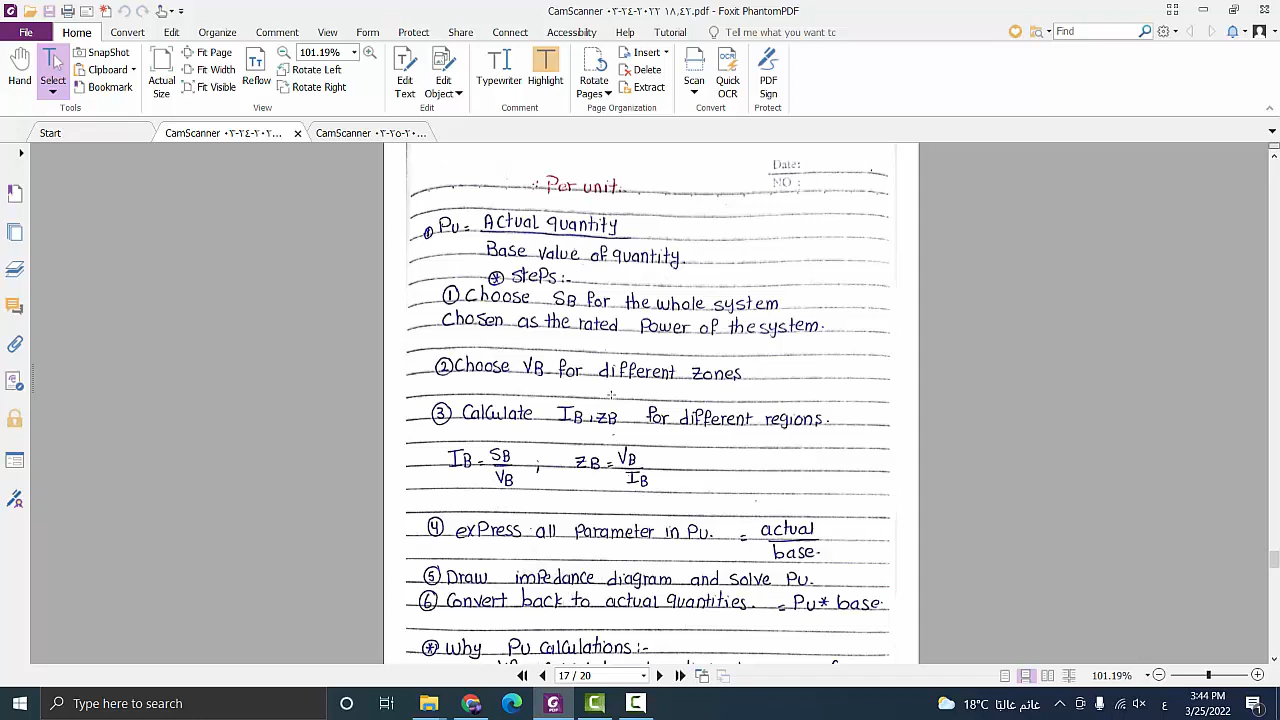 CamScanner ٠٣-٢٤-٢٠٢٢ ١٨.٤٢.pdf - Foxit PhantomPDF
File Home Convert Edit Organize Comment View Form Protect Share Connect Accessibility Help Tutorial Tell me what you want Find
SnapShot Fit Page 101.19% Insert
Clipboard Fit Width Rotate Left Delete
Bookmark Fit Visible Rotate Right Extract
Hand Select Actual Size Reflow Edit Text Edit Object Typewriter Highlight Rotate Pages Scan Quick OCR PDF Sign
Tools View Edit Comment Page Organization Convert Protect
Start CamScanner ٠٣-٢٤-٢٠٢... CamScanner ٠٣-٢٥-٢٠...
Date:
NO :
Per unit.
Pu = Actual quantity
Base value of quantity.
steps:-
① Choose SB for the whole system
Chosen as the
Power of the system.
② Choose VB for different zones
③ Calculate IB, ZB for different regions.
IB = SB / VB ; ZB = VB / IB
④ exPress all Parameter in Pu. = actual
base.
⑤ Draw diagram and solve Pu.
⑥ Convert back to actual quantities. = Pu * base.
⊛ Why Pu calculations :-
17 / 20 101.19%
Type here to search 18°C 3:44 PM
3/25/2022